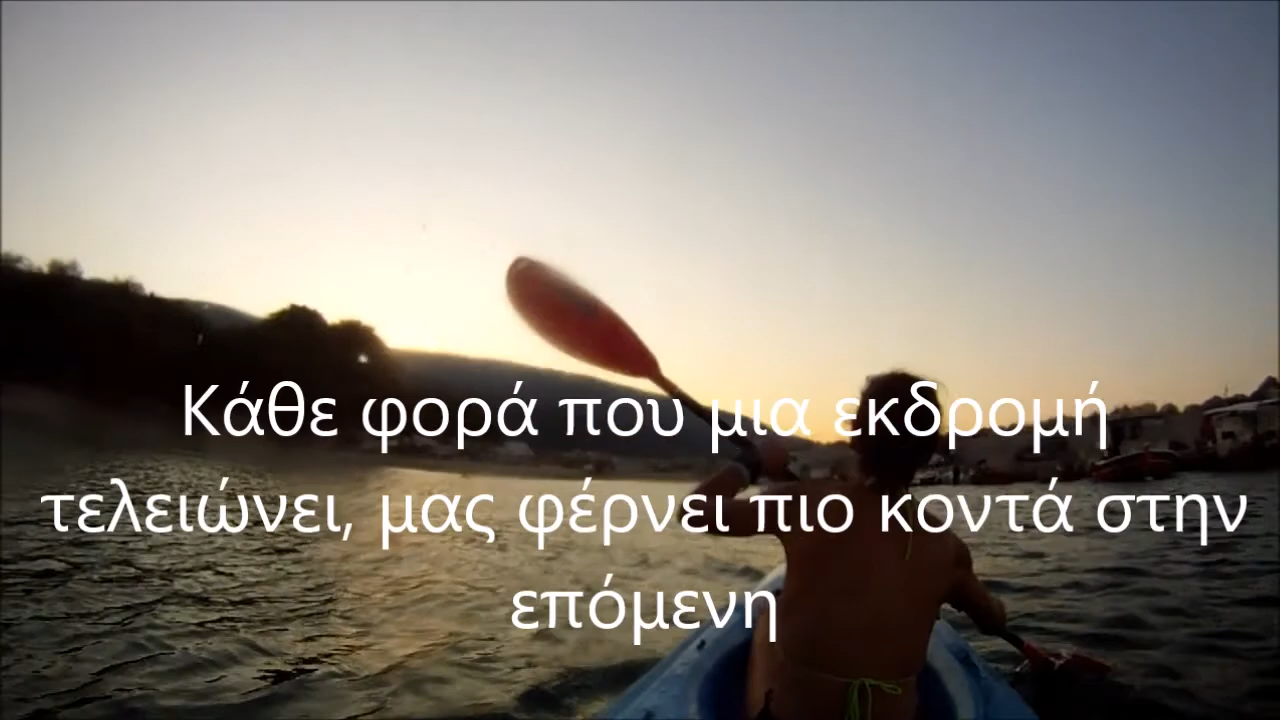 Κάθε φορά που μια εκδρομή
τελειώνει, μας φέρνει πιο κοντά στην
επόμενη